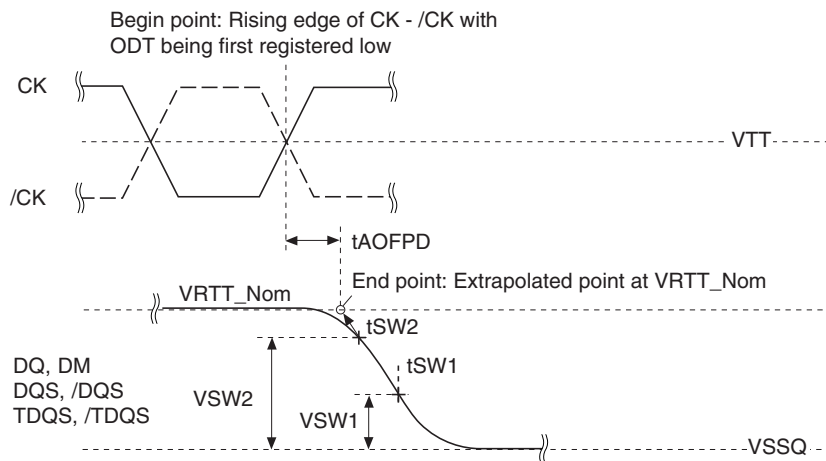 Begin point: Rising edge of CK - /CK with
ODT being first registered low
CK
VTT
/CK
tAOFPD
End point: Extrapolated point at VRTT_Nom
VRTT_Nom
tSW2
tSW1
DQ, DM
DQS, /DQS
TDQS, /TDQS
VSW2
VSW1
VSSQ